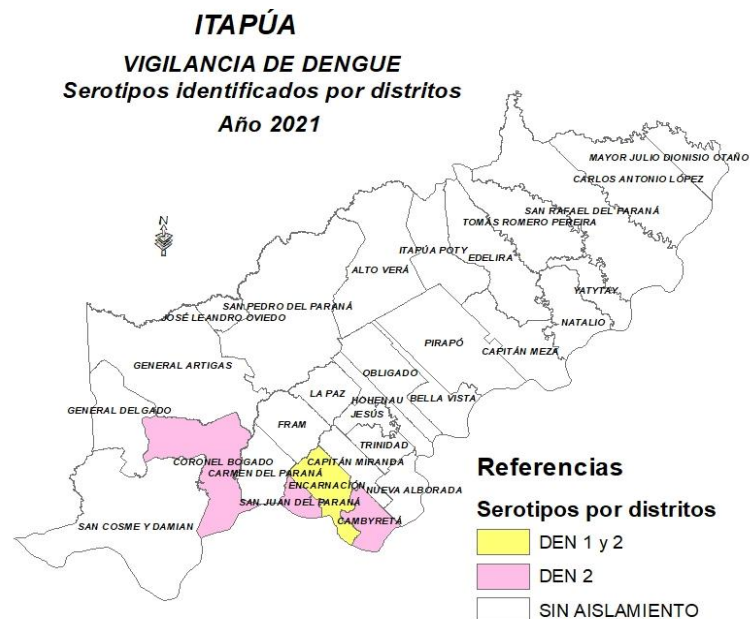 ITAPÚA
VIGILANCIA DE DENGUE
Serotipos identificados por distritos
Año 2021
MAYOR JULIO DIONISIO OTAÑO
CARLOS ANTONIO LÓPEZ
SAN RAFAEL DEL PARANÁ
TOMÁS ROMERO PEREIRA
N
ITAPÚA POTY
EDELIRA
ALTO VERÁ
YATYTAY
SAN PEDRO DEL PARANÁ
JOSÉ LEANDRO OVIEDO
NATALIO
PIRAPÓ
CAPITÁN MEZA
GENERAL ARTIGAS
OBLIGADO
LA PAZ
HOHENAU
BELLA VISTA
GENERAL DELGADO
JESÚS
FRAM
TRINIDAD
CORONEL BOGADO
CAPITÁN MIRANDA
CARMEN DEL PARANÁ
ENCARNACIÓN
NUEVA ALBORADA
SAN JUAN DEL PARANÁ
CAMBYRETÁ
SAN COSME Y DAMIAN
Referencias
Serotipos por distritos
DEN 1 y 2
DEN 2
SIN AISLAMIENTO